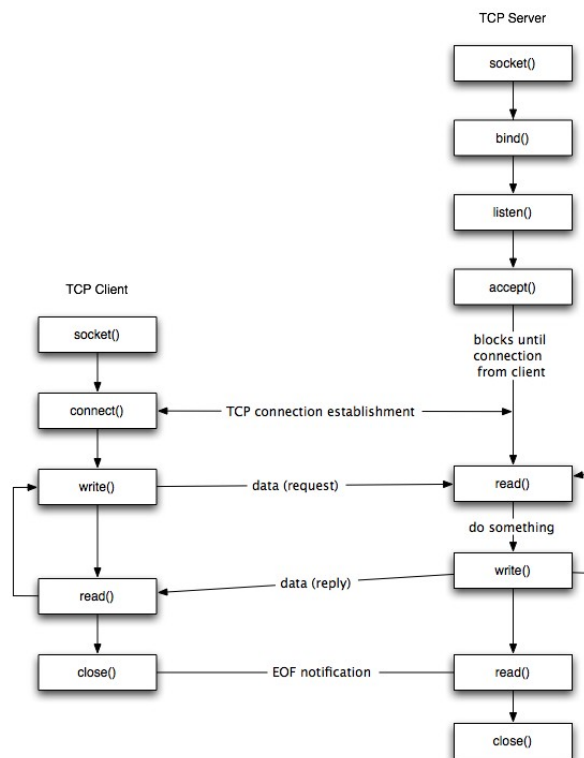 TCP Server
socket()
bind()
listen()
accept()
TCP Client
blocks until
connection
from client
socket()
connect()
TCP connection establishment
write()
data (request)
read()
do something
write()
data (reply)
read()
close()
EOF notification
read()
close()